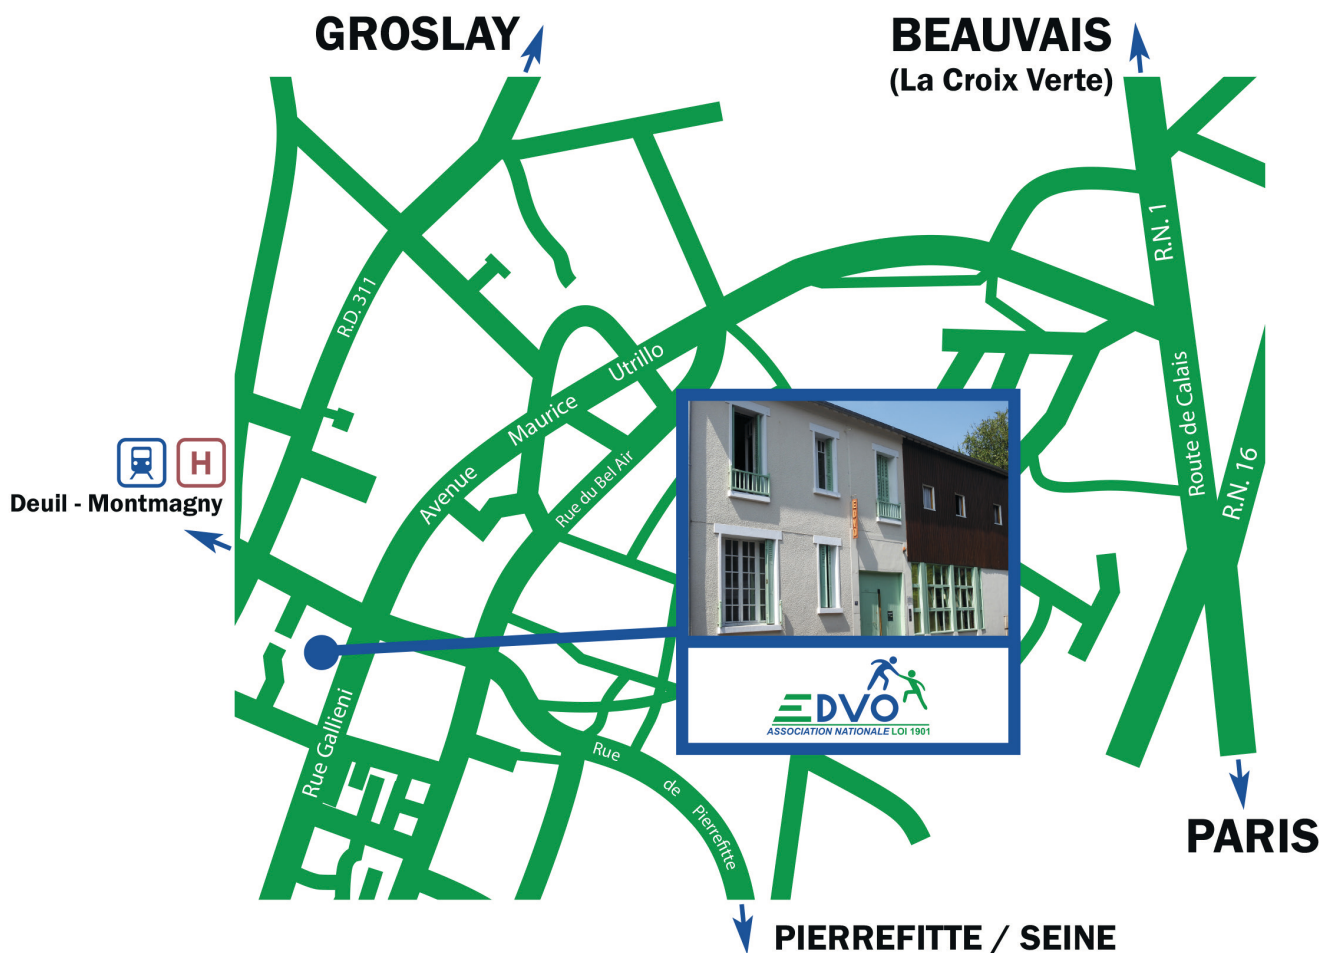 GROSLAY
BEAUVAIS
(La Croix Verte)
R.N. 1
R.D. 311
Avenue Maurice Utrillo
Route de Calais
Rue du Bel Air
R.N. 16
H
Deuil - Montmagny
Rue Gallieni
EDVO
ASSOCIATION NATIONALE LOI 1901
Rue de Pierrefitte
PARIS
PIERREFITTE / SEINE